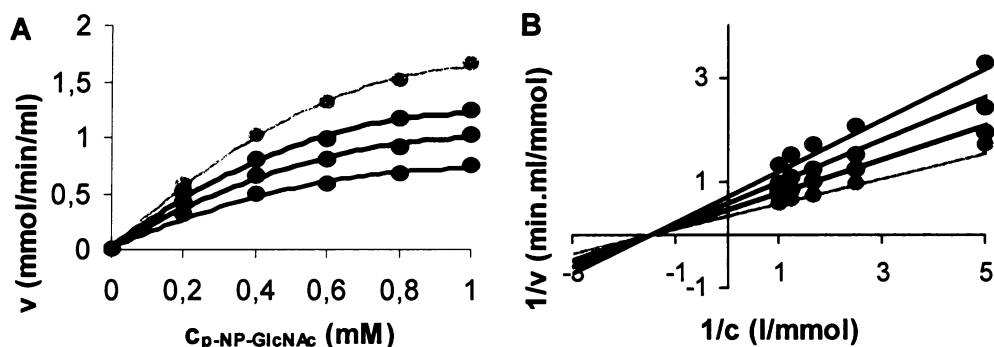 A
v (mmol/min/ml)
2
1,5
1
0,5
0
0 0,2 0,4 0,6 0,8 1
cp-NP-GlcNAc (mM)
B
1/v (min.ml/mmol)
3
1
-1
-1 1 3 5
1/c (l/mmol)